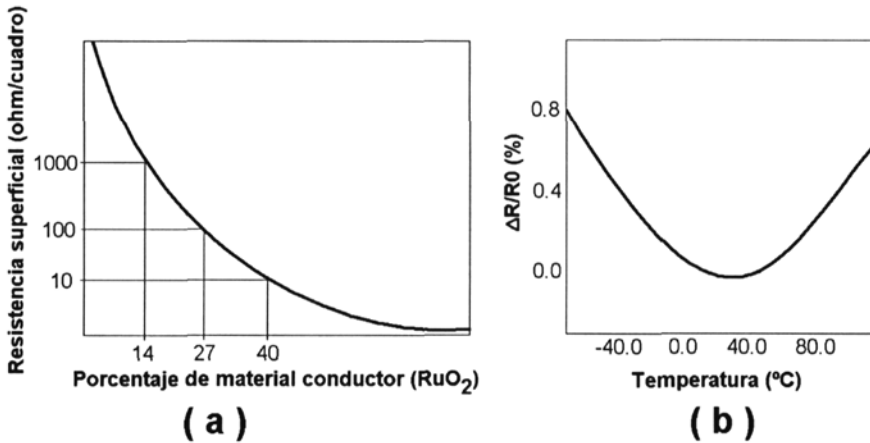 Resistencia superficial (ohm/cuadro)
1000
100
10
14 27 40
Porcentaje de material conductor (RuO2)
( a )
ΔR/R0 (%)
0.8
0.4
0.0
-40.0 0.0 40.0 80.0
Temperatura (ºC)
( b )